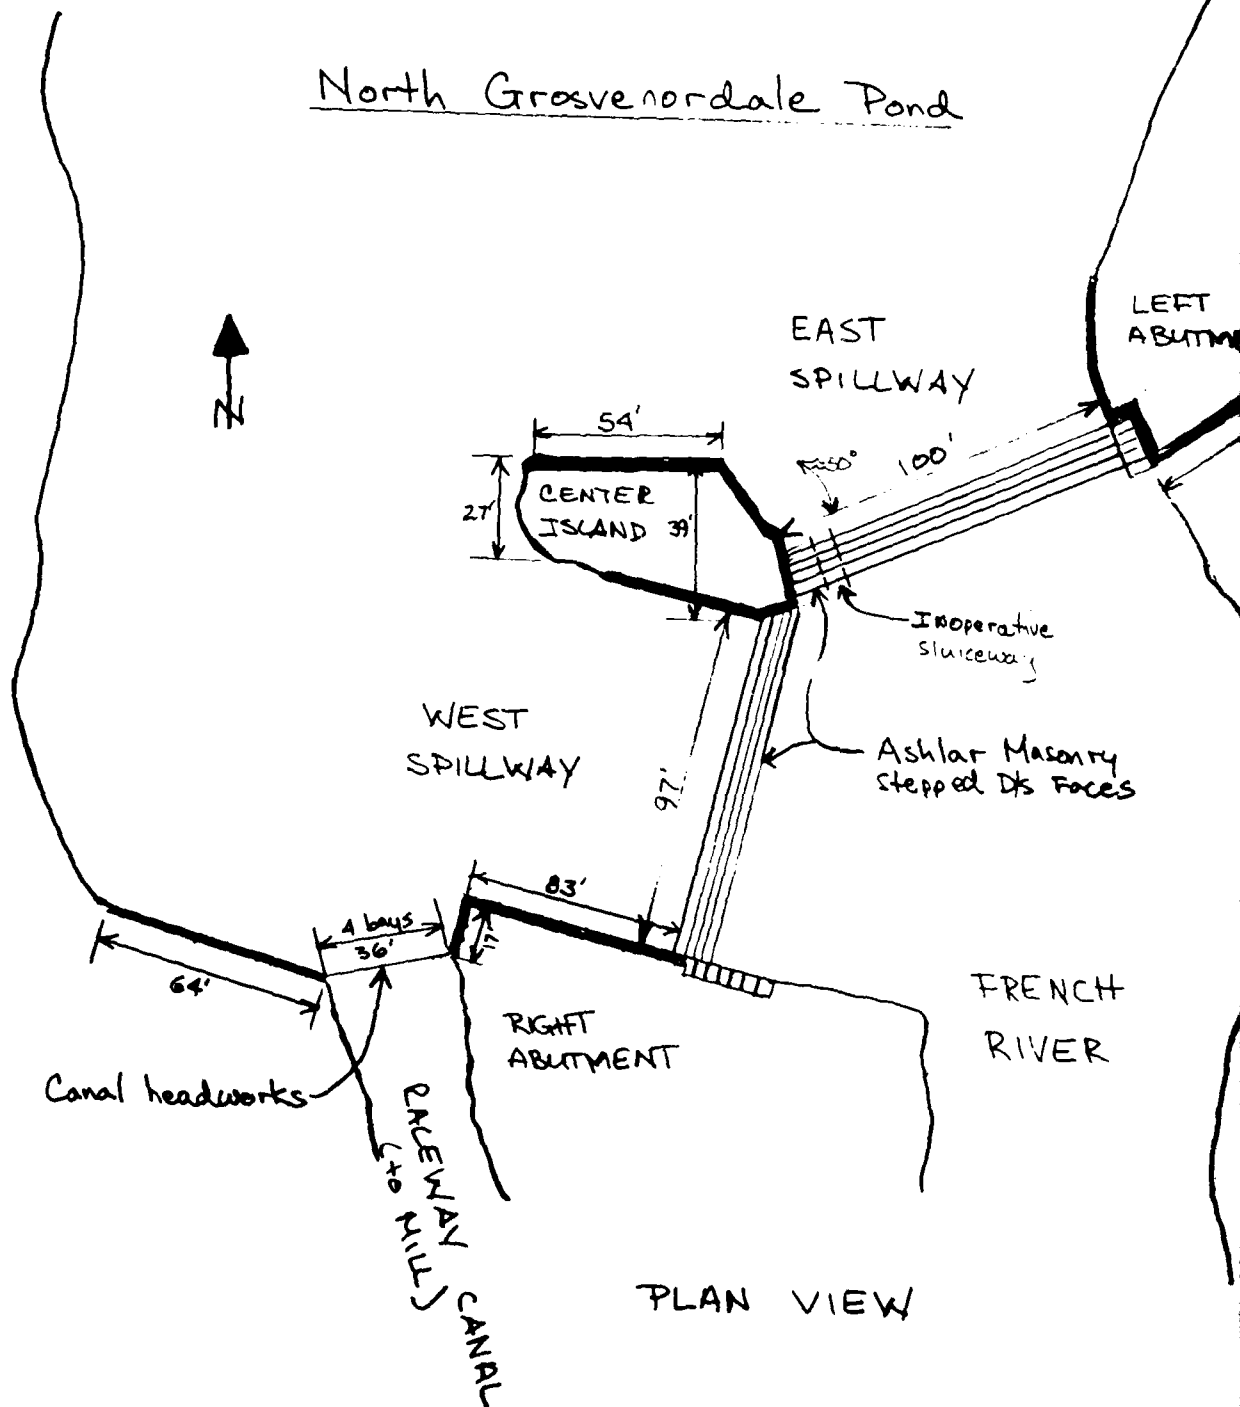 North Grosvenordale Pond
LEFT
EAST
SPILLWAY
N
54'
100'
27'
CENTER
ISLAND
39'
Inoperative
sluiceway
WEST
SPILLWAY
97'
Ashlar Masonry
stepped D/s Faces
83'
4 bays
36'
17'
64'
FRENCH
RIVER
RIGHT
ABUTMENT
Canal headworks
RACEWAY CANAL
(to MILL)
PLAN VIEW